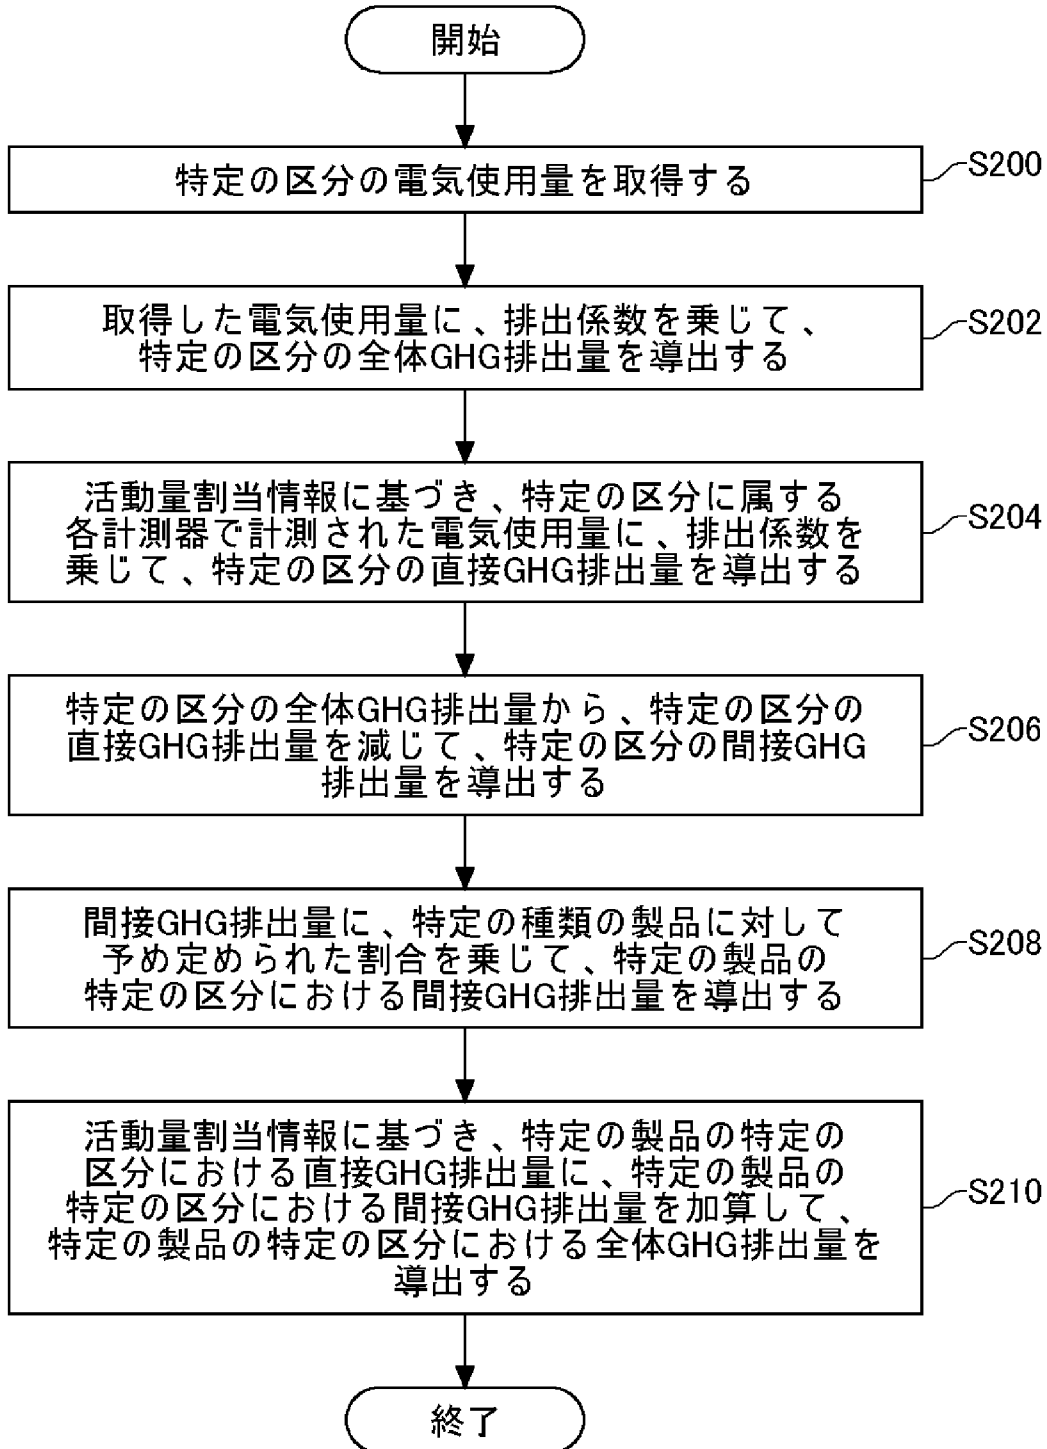 開始
特定の区分の電気使用量を取得する
S200
取得した電気使用量に、排出係数を乗じて、
特定の区分の全体GHG排出量を導出する
S202
活動量割当情報に基づき、特定の区分に属する
各計測器で計測された電気使用量に、排出係数を
乗じて、特定の区分の直接GHG排出量を導出する
S204
特定の区分の全体GHG排出量から、特定の区分の
直接GHG排出量を減じて、特定の区分の間接GHG
排出量を導出する
S206
間接GHG排出量に、特定の種類の製品に対して
予め定められた割合を乗じて、特定の製品の
特定の区分における間接GHG排出量を導出する
S208
活動量割当情報に基づき、特定の製品の特定の
区分における直接GHG排出量に、特定の製品の
特定の区分における間接GHG排出量を加算して、
特定の製品の特定の区分における全体GHG排出量を
導出する
S210
終了